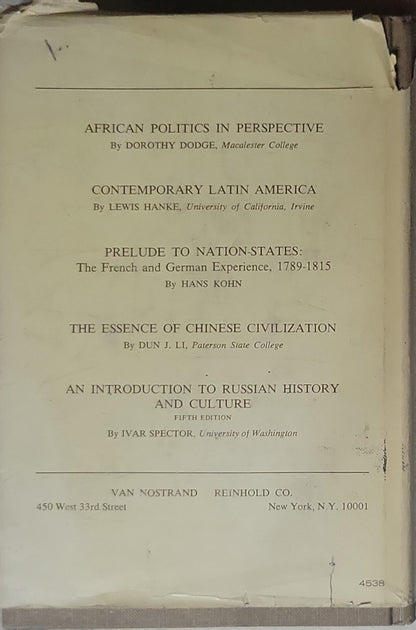 AFRICAN POLITICS IN PERSPECTIVE
By DOROTHY DODGE, Macalester College
CONTEMPORARY LATIN AMERICA
By LEWIS HANKE, University of California, Irvine
PRELUDE TO NATION-STATES:
The French and German Experience, 1789-1815
By HANS KOHN
THE ESSENCE OF CHINESE CIVILIZATION
By DUN J. LI, Paterson State College
AN INTRODUCTION TO RUSSIAN HISTORY
AND CULTURE
FIFTH EDITION
By IVAR SPECTOR, University of Washington
VAN NOSTRAND REINHOLD CO.
450 West 33rd Street New York, N.Y. 10001
4538